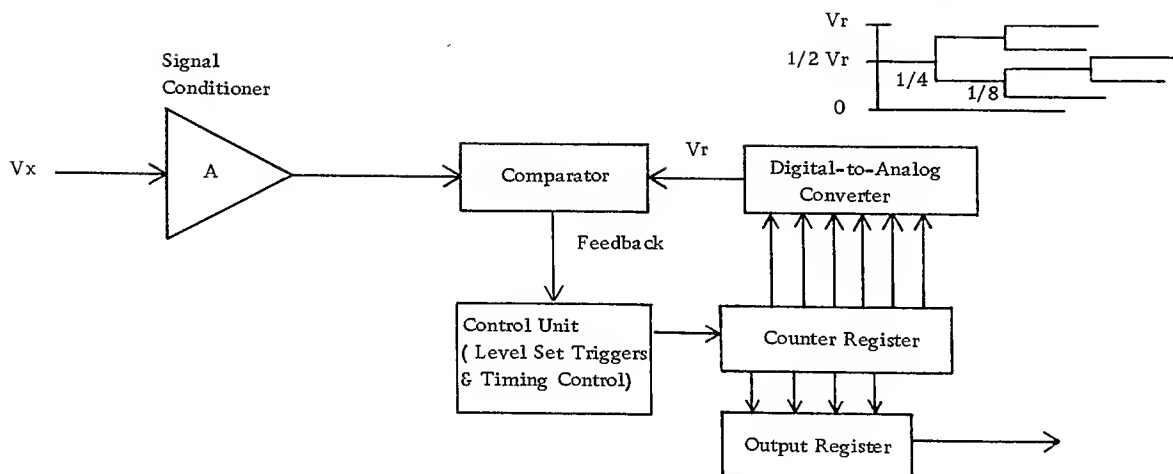 Vr
1/2 Vr
1/4
1/8
0
Signal
Conditioner
Vx
A
Comparator
Vr
Digital-to-Analog
Converter
Feedback
Control Unit
( Level Set Triggers
& Timing Control)
Counter Register
Output Register